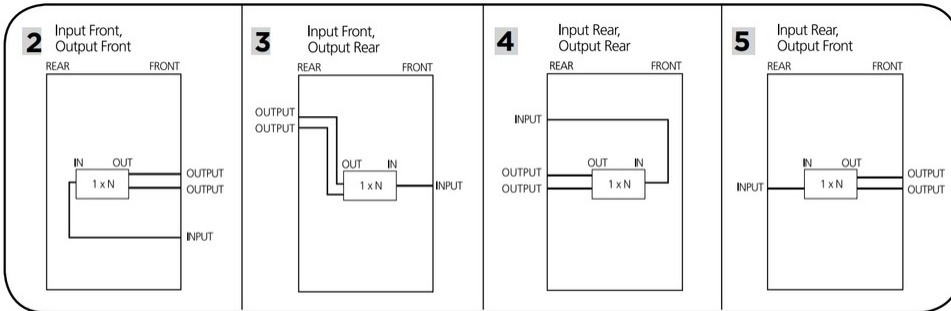 2 Input Front,
Output Front
REAR FRONT
IN OUT
1 x N
OUTPUT
OUTPUT
INPUT
3 Input Front,
Output Rear
REAR FRONT
OUTPUT
OUTPUT
OUT IN
1 x N
INPUT
4 Input Rear,
Output Rear
REAR FRONT
INPUT
OUT IN
OUTPUT
OUTPUT
1 x N
5 Input Rear,
Output Front
REAR FRONT
IN OUT
INPUT
1 x N
OUTPUT
OUTPUT